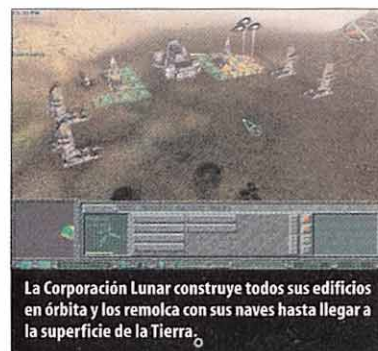 La Corporación Lunar construye todos sus edificios
en órbita y los remolca con sus naves hasta llegar a
la superficie de la Tierra.